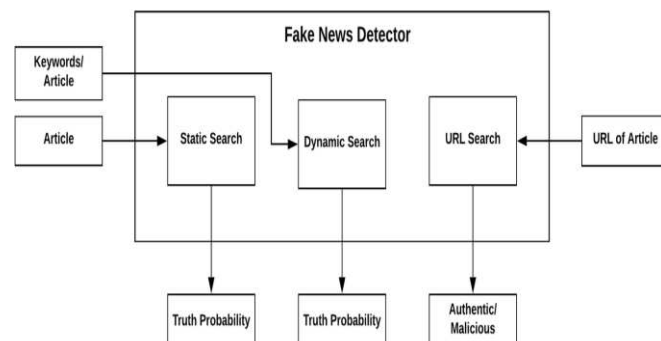 Fake News Detector
Keywords/
Article
Article
Static Search
Dynamic Search
URL Search
URL of Article
Truth Probability
Truth Probability
Authentic/
Malicious